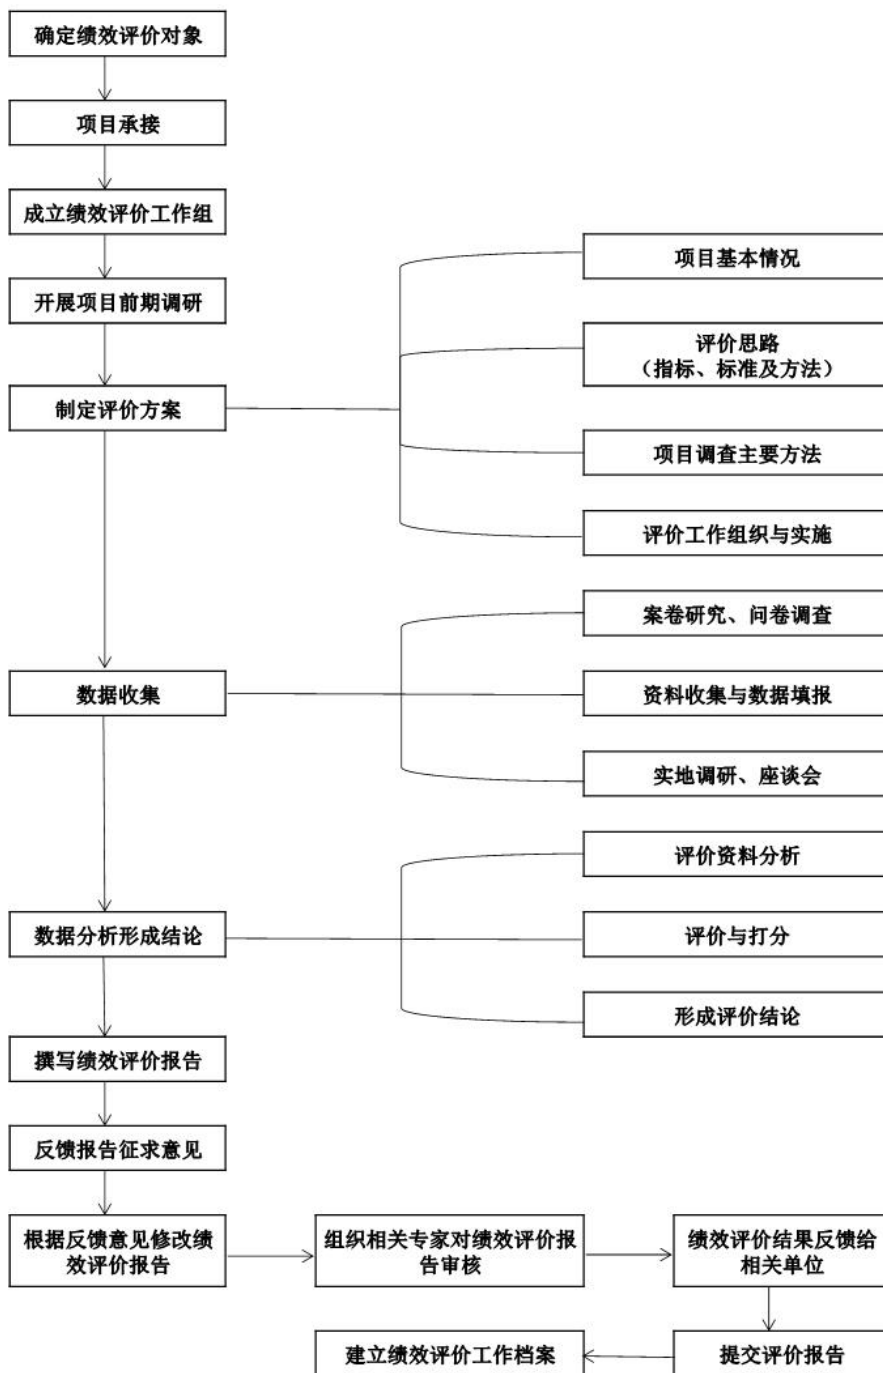 确定绩效评价对象
项目承接
成立绩效评价工作组
开展项目前期调研
制定评价方案
项目基本情况
评价思路
（指标、标准及方法）
项目调查主要方法
评价工作组织与实施
数据收集
案卷研究、问卷调查
资料收集与数据填报
实地调研、座谈会
数据分析形成结论
评价资料分析
评价与打分
形成评价结论
撰写绩效评价报告
反馈报告征求意见
根据反馈意见修改绩
效评价报告
组织相关专家对绩效评价报
告审核
绩效评价结果反馈给
相关单位
提交评价报告
建立绩效评价工作档案